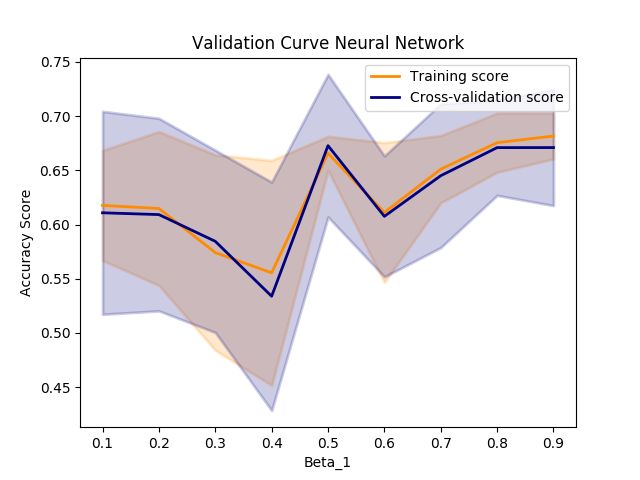 Validation Curve Neural Network
0.75
0.70
0.65
0.60
0.55
0.50
0.45
Accuracy Score
Training score
Cross-validation score
0.1 0.2 0.3 0.4 0.5 0.6 0.7 0.8 0.9
Beta_1